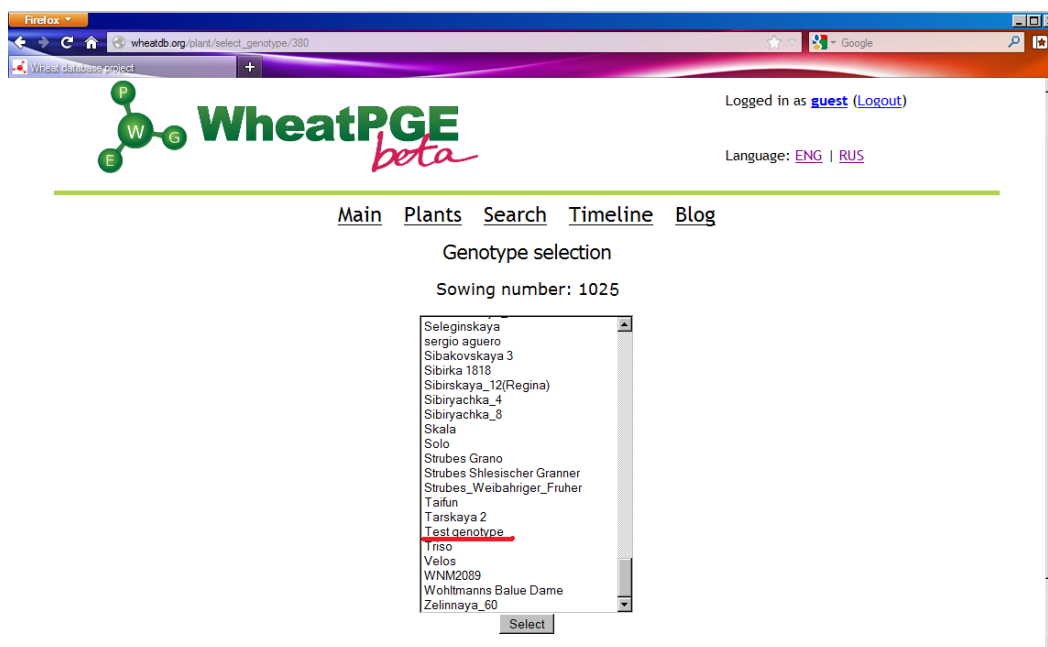 Firefox
wheatdb.org/plant/select_genotype/380
Google
Wheat database project
P
W
G
E
WheatPGE
beta
Logged in as guest (Logout)
Language: ENG | RUS
Main Plants Search Timeline Blog
Genotype selection
Sowing number: 1025
Seleginskaya
sergio aguero
Sibakovskaya 3
Sibirka 1818
Sibirskaya_12(Regina)
Sibiryachka_4
Sibiryachka_8
Skala
Solo
Strubes Grano
Strubes Shlesischer Granner
Strubes_Weibahriger_Fruher
Taifun
Tarskaya 2
Test genotype
Triso
Velos
WNM2089
Wohltmanns Balue Dame
Zelinnaya_60
Select